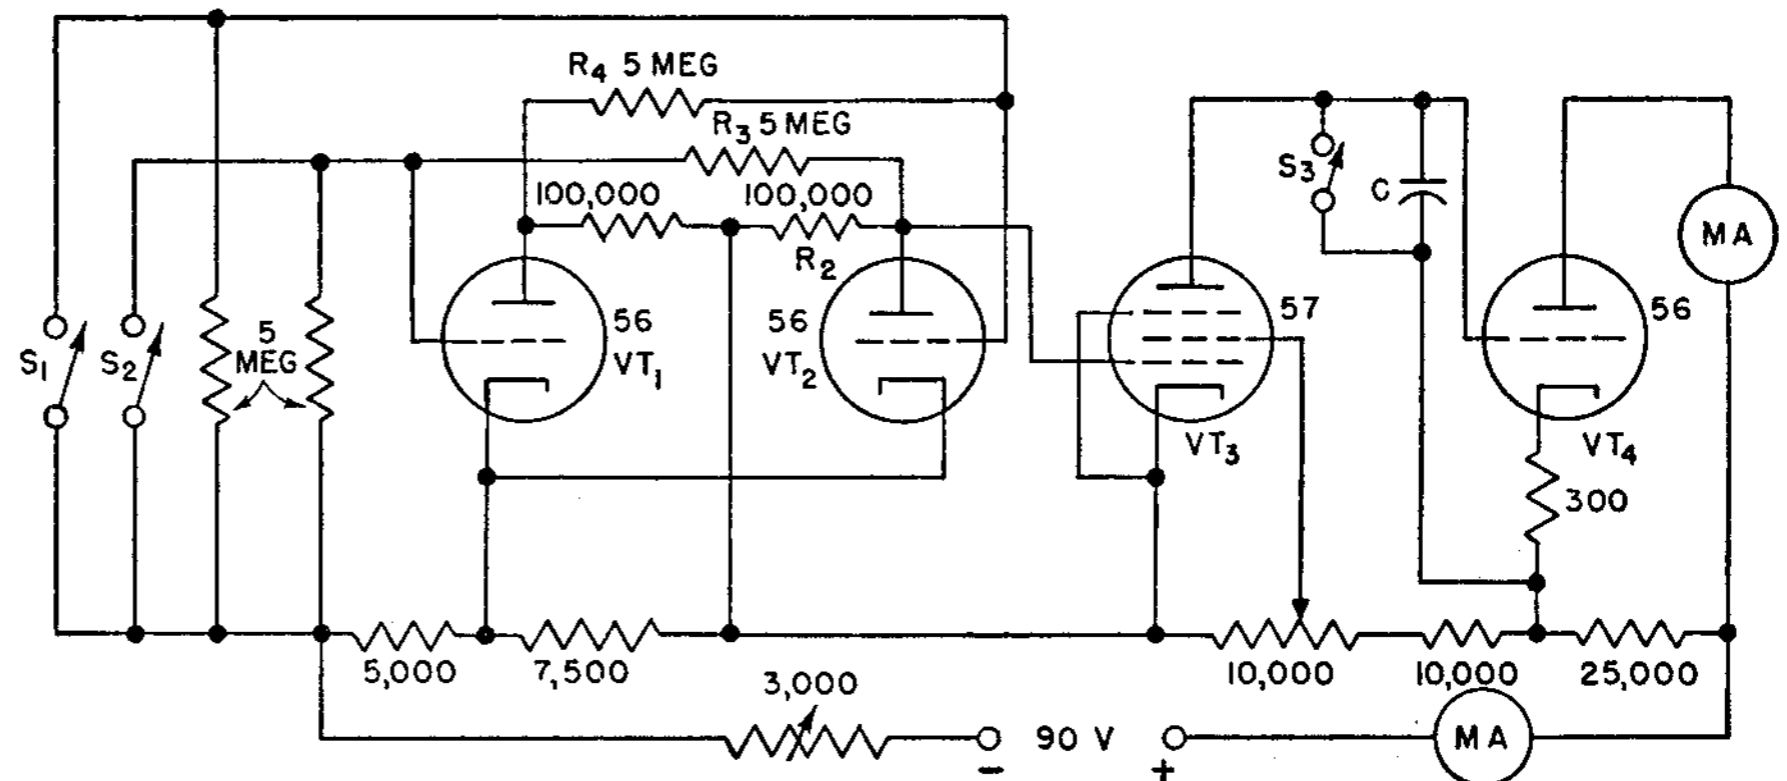 R4 5 MEG
R3 5 MEG
100,000
100,000
R2
S1
S2
5
MEG
56
VT1
56
VT2
57
VT3
S3
C
MA
56
VT4
300
5,000
7,500
10,000
10,000
25,000
3,000
90 V
- +
MA